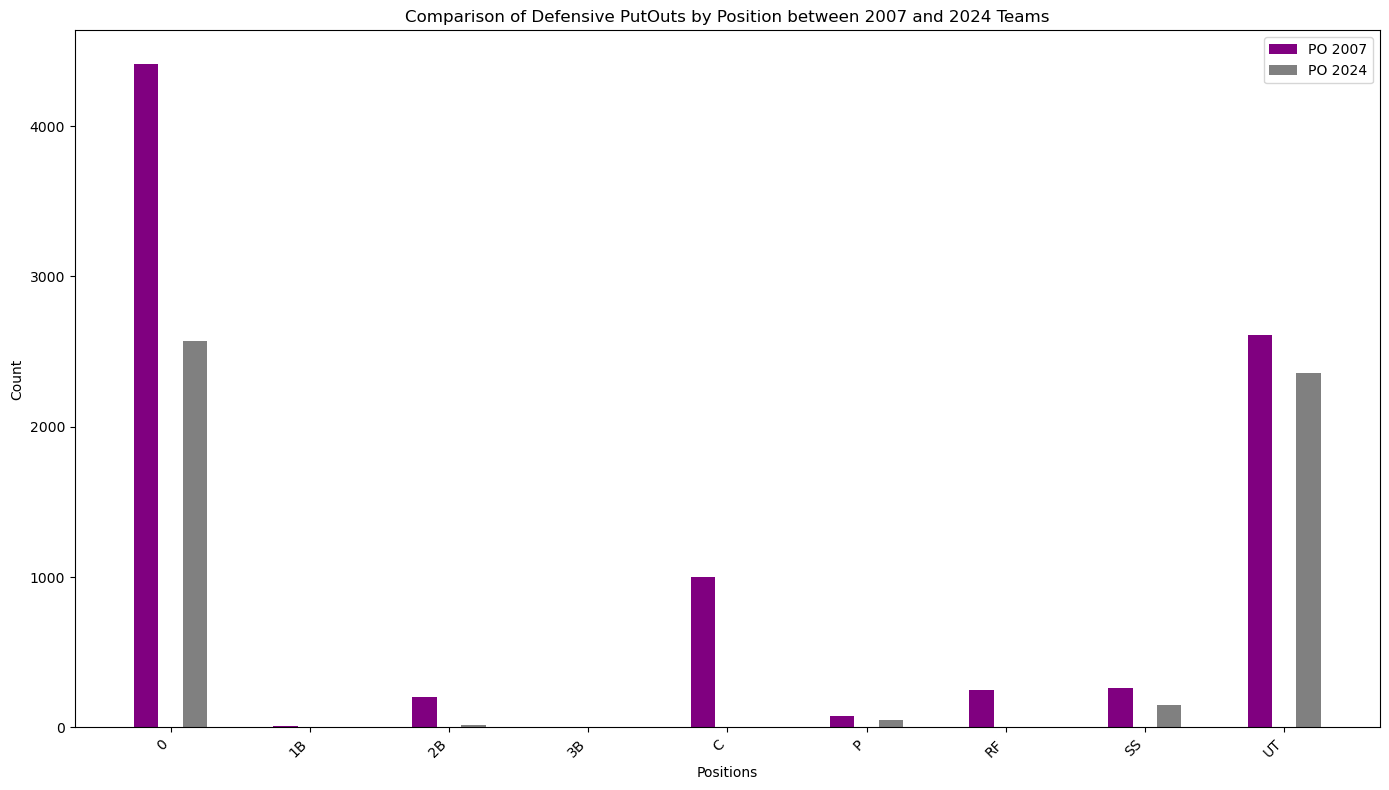 Comparison of Defensive PutOuts by Position between 2007 and 2024 Teams
PO 2007
PO 2024
Count
4000
3000
2000
1000
0
0
1B
2B
3B
C
P
RF
SS
UT
Positions